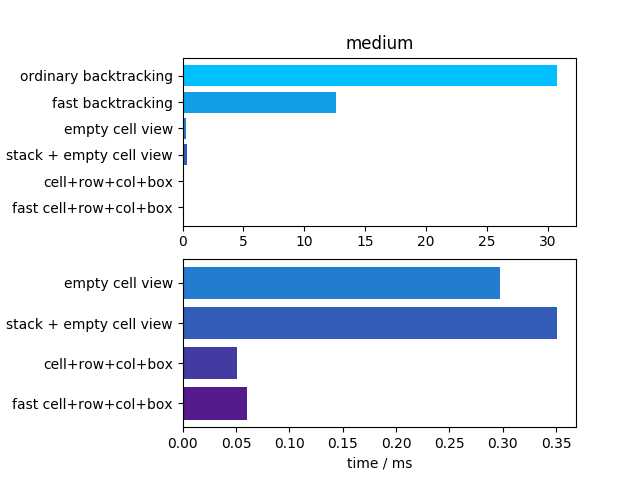 medium
ordinary backtracking
fast backtracking
empty cell view
stack + empty cell view
cell+row+col+box
fast cell+row+col+box
0 5 10 15 20 25 30
empty cell view
stack + empty cell view
cell+row+col+box
fast cell+row+col+box
0.00 0.05 0.10 0.15 0.20 0.25 0.30 0.35
time / ms